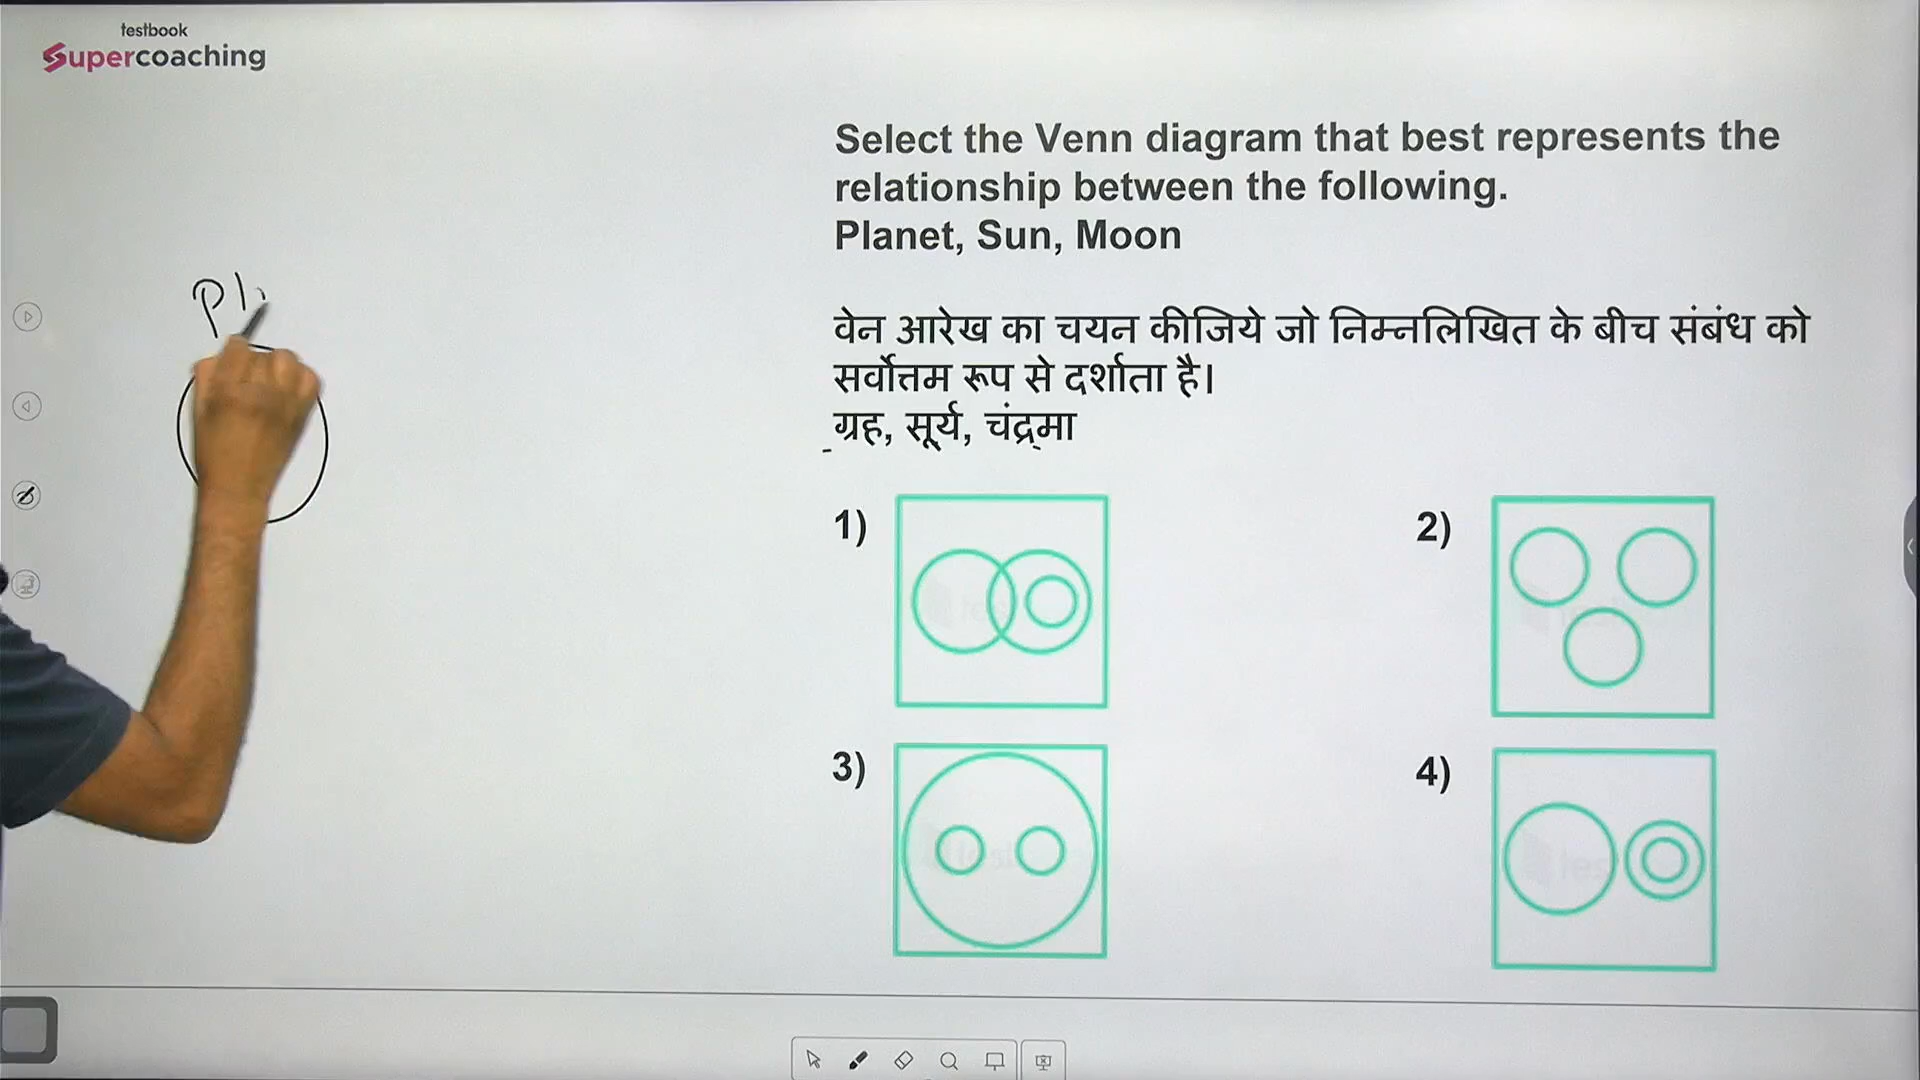 testbook
Supercoaching
Select the Venn diagram that best represents the
relationship between the following.
Planet, Sun, Moon
वेन आरेख का चयन कीजिये जो निम्नलिखित के बीच संबंध को
सर्वोत्तम रूप से दर्शाता है।
ग्रह, सूर्य, चंद्रमा
Pl
1)
2)
3)
4)